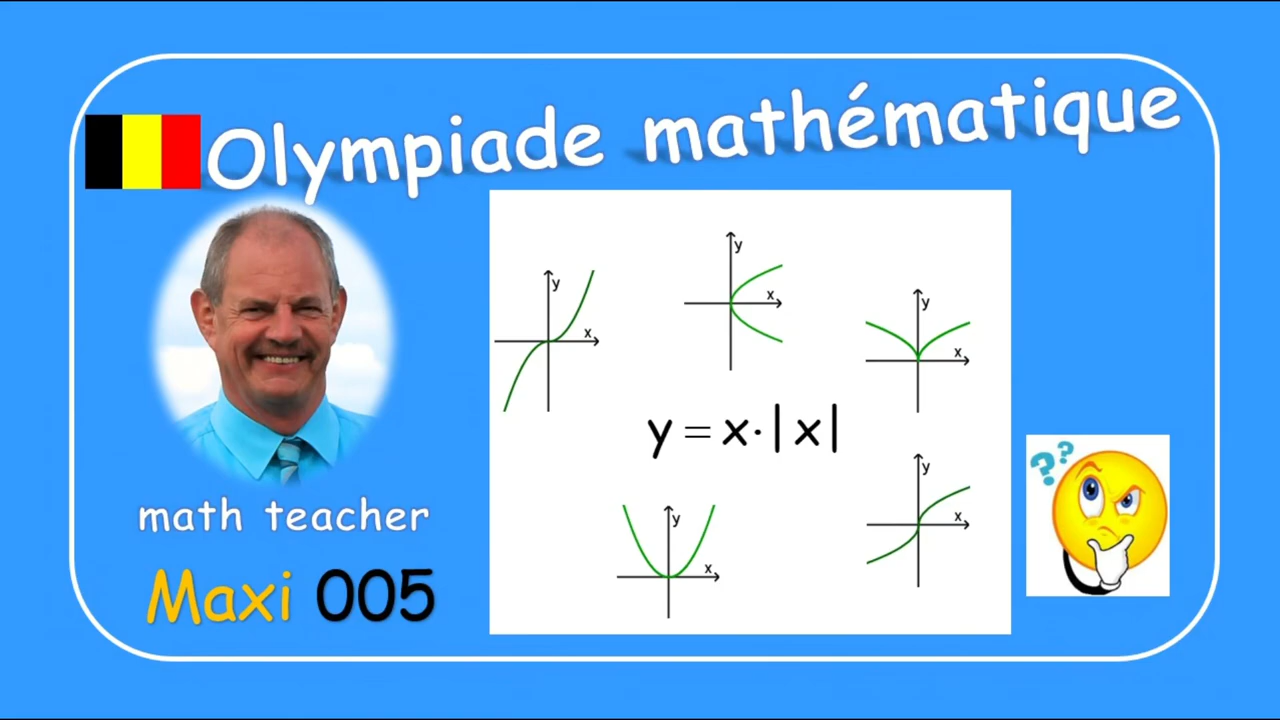 Olympiade mathématique
y
x
y
x
y
x
y = x·|x|
y
x
y
x
? ?
math teacher
Maxi 005